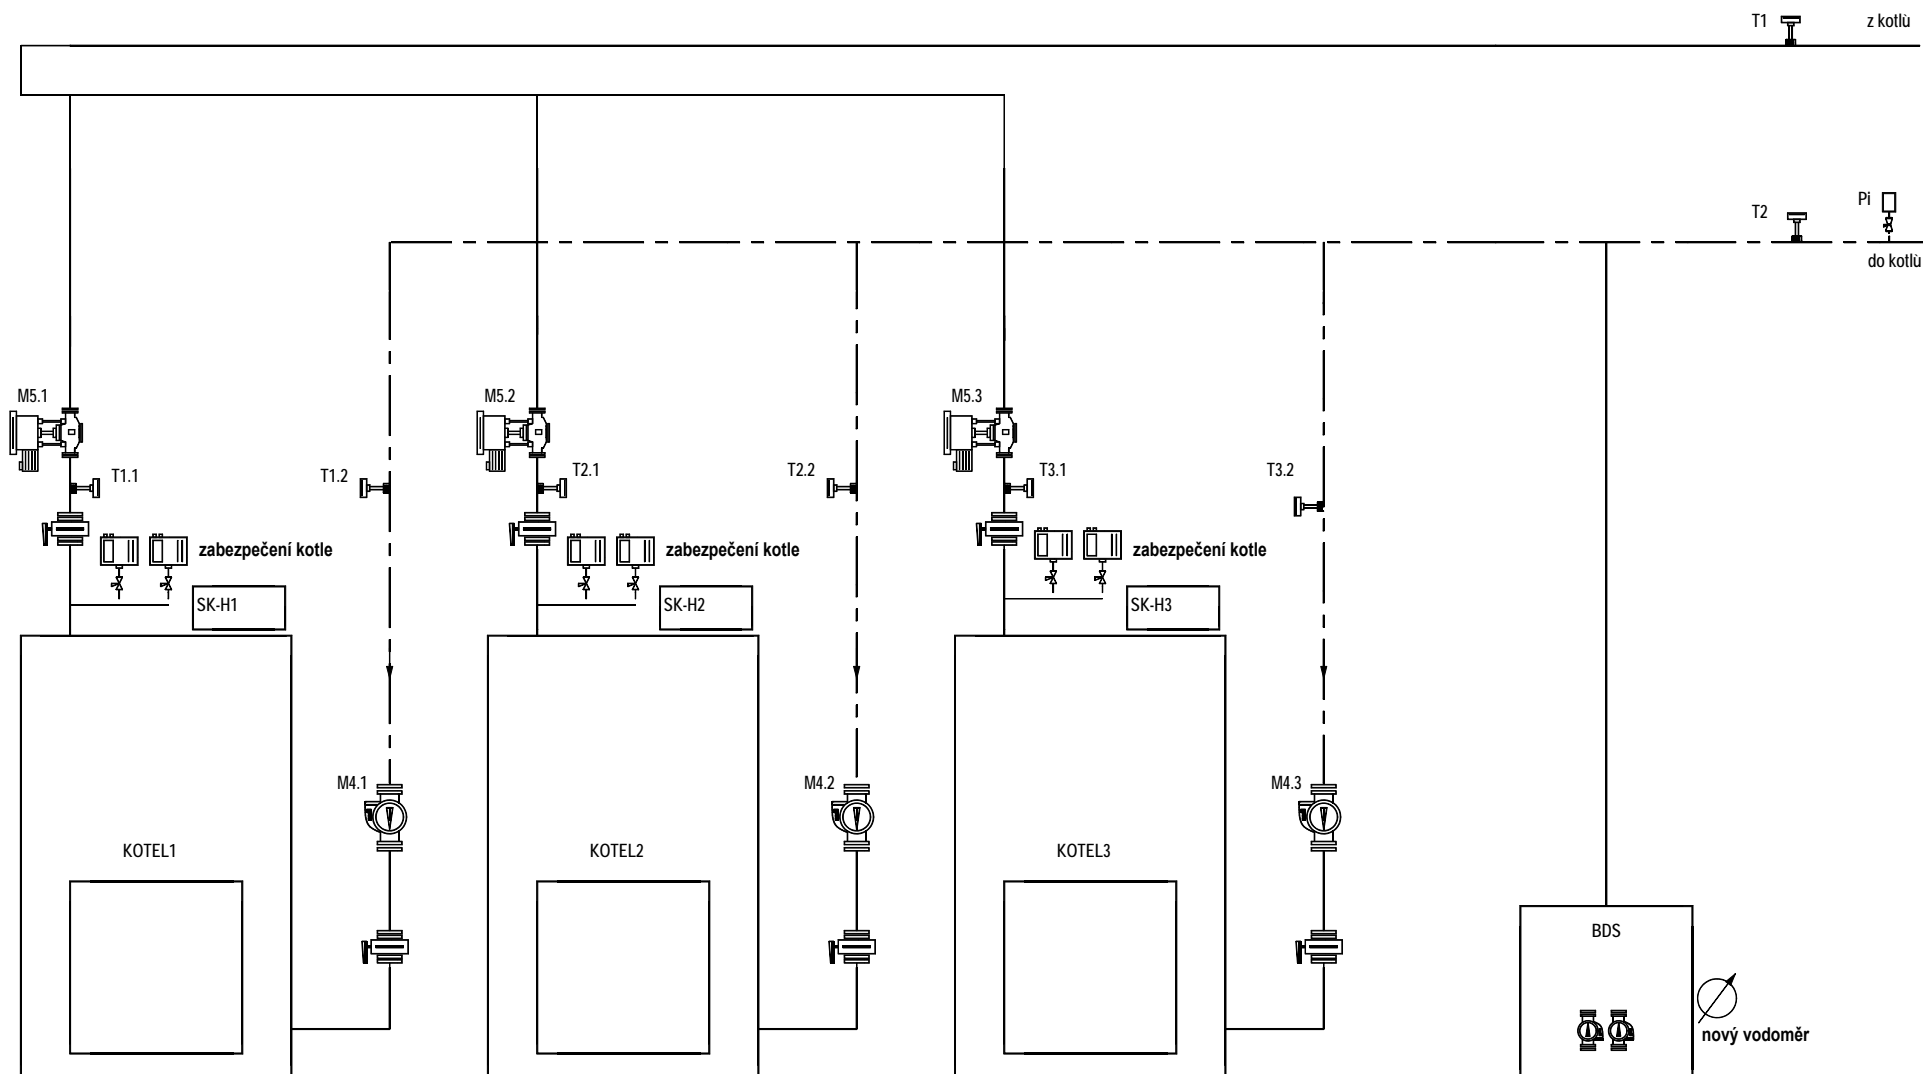 T1
z kotlù
T2
Pi
do kotlù
M5.1
M5.2
M5.3
T1.1
T1.2
T2.1
T2.2
T3.1
T3.2
zabezpečení kotle
zabezpečení kotle
zabezpečení kotle
SK-H1
SK-H2
SK-H3
M4.1
M4.2
M4.3
KOTEL1
KOTEL2
KOTEL3
BDS
nový vodoměr